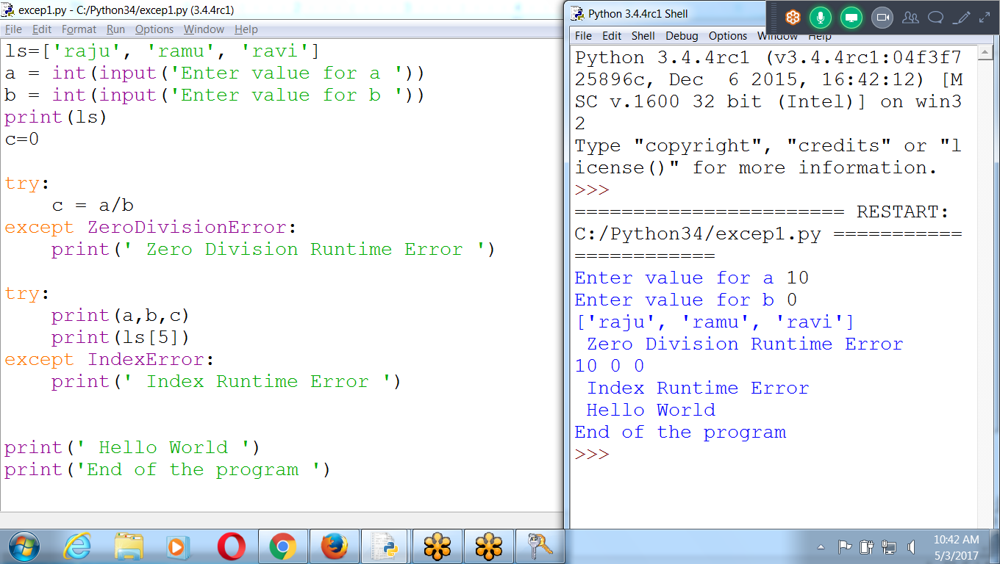 excep1.py - C:/Python34/excep1.py (3.4.4rc1)
File Edit Format Run Options Window Help
ls=['raju', 'ramu', 'ravi']
a = int(input('Enter value for a '))
b = int(input('Enter value for b '))
print(ls)
c=0
try:
    c = a/b
except ZeroDivisionError:
    print(' Zero Division Runtime Error ')
try:
    print(a,b,c)
    print(ls[5])
except IndexError:
    print(' Index Runtime Error ')
print(' Hello World ')
print('End of the program ')
Python 3.4.4rc1 Shell
File Edit Shell Debug Options Window Help
Python 3.4.4rc1 (v3.4.4rc1:04f3f7
25896c, Dec  6 2015, 16:42:12) [M
SC v.1600 32 bit (Intel)] on win3
2
Type "copyright", "credits" or "l
icense()" for more information.
>>>
======================= RESTART:
C:/Python34/excep1.py ===========
============
Enter value for a 10
Enter value for b 0
['raju', 'ramu', 'ravi']
 Zero Division Runtime Error
10 0 0
 Index Runtime Error
 Hello World
End of the program
>>>
10:42 AM
5/3/2017